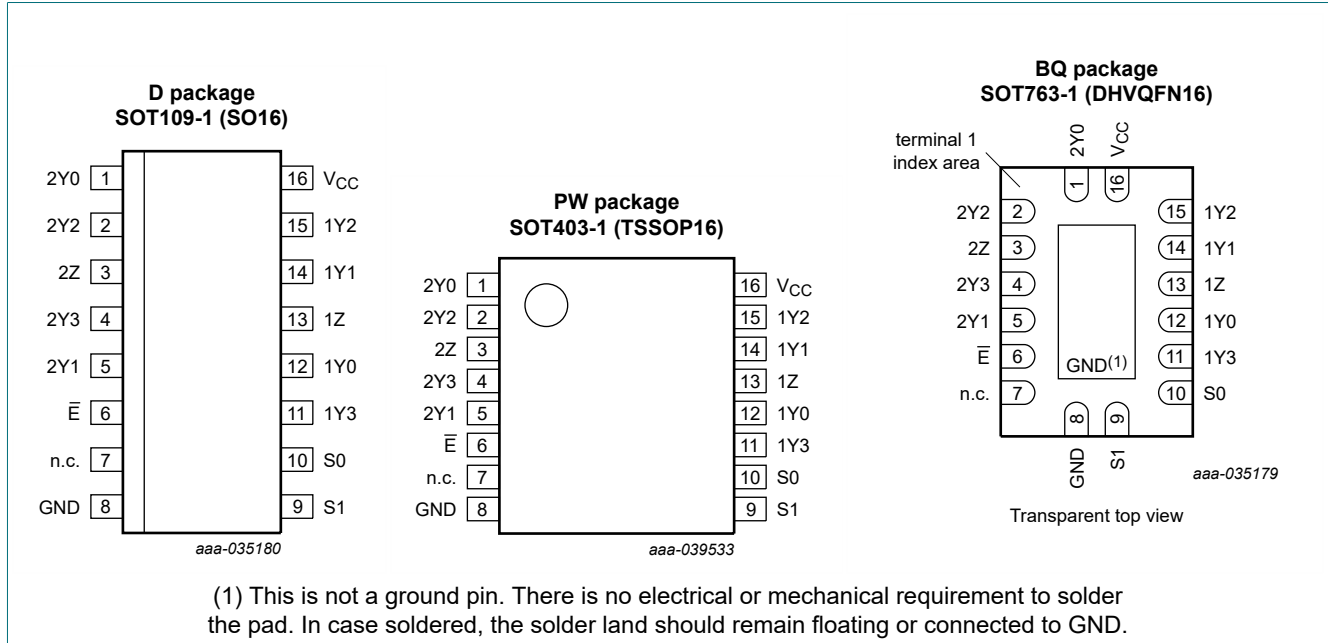 D package
SOT109-1 (SO16)
2Y0 1
2Y2 2
2Z 3
2Y3 4
2Y1 5
E̅ 6
n.c. 7
GND 8
16 VCC
15 1Y2
14 1Y1
13 1Z
12 1Y0
11 1Y3
10 S0
9 S1
aaa-035180
PW package
SOT403-1 (TSSOP16)
2Y0 1
2Y2 2
2Z 3
2Y3 4
2Y1 5
E̅ 6
n.c. 7
GND 8
16 VCC
15 1Y2
14 1Y1
13 1Z
12 1Y0
11 1Y3
10 S0
9 S1
aaa-039533
BQ package
SOT763-1 (DHVQFN16)
terminal 1
index area
2Y0 1
VCC 16
2Y2 2
2Z 3
2Y3 4
2Y1 5
E̅ 6
n.c. 7
15 1Y2
14 1Y1
13 1Z
12 1Y0
11 1Y3
10 S0
GND(1)
GND 8
S1 9
aaa-035179
Transparent top view
(1) This is not a ground pin. There is no electrical or mechanical requirement to solder
the pad. In case soldered, the solder land should remain floating or connected to GND.